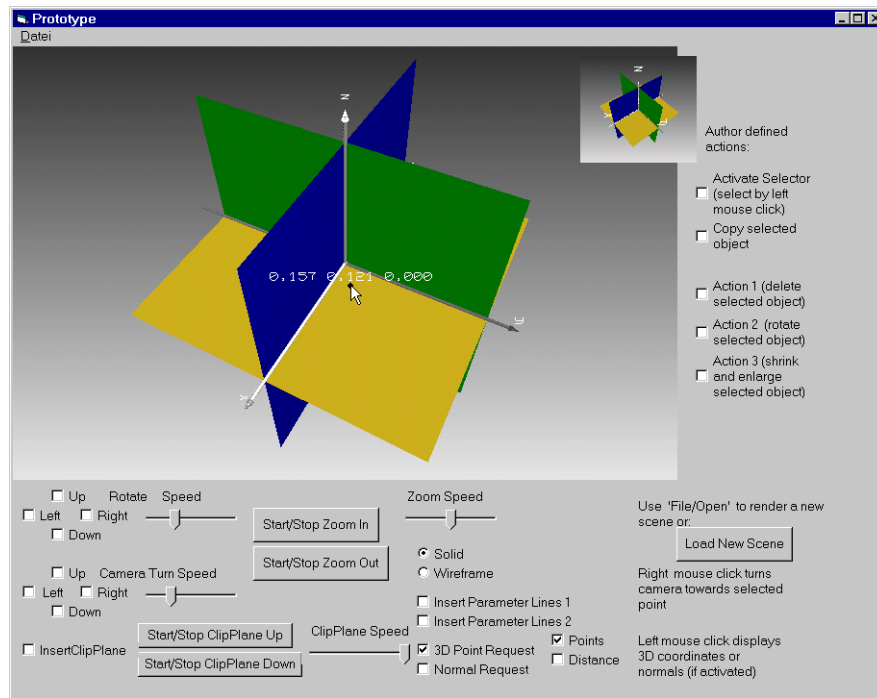 Prototype
Datei
N
0.157 0.121 0.000
Author defined
actions:
Activate Selector
(select by left
mouse click)
Copy selected
object
Action 1 (delete
selected object)
Action 2 (rotate
selected object)
Action 3 (shrink
and enlarge
selected object)
Up Rotate Speed
Left Right
Down
Start/Stop Zoom In
Start/Stop Zoom Out
Up Camera Turn Speed
Left Right
Down
InsertClipPlane
Start/Stop ClipPlane Up
Start/Stop ClipPlane Down
ClipPlane Speed
Zoom Speed
Solid
Wireframe
Insert Parameter Lines 1
Insert Parameter Lines 2
3D Point Request
Normal Request
Points
Distance
Use 'File/Open' to render a new
scene or:
Load New Scene
Right mouse click turns
camera towards selected
point
Left mouse click displays
3D coordinates or
normals (if activated)